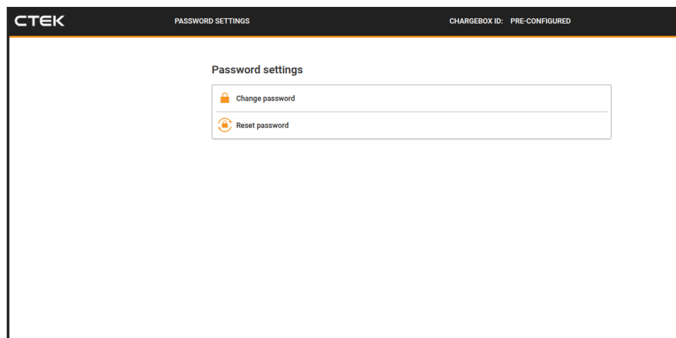 CTEK PASSWORD SETTINGS CHARGEBOX ID: PRE-CONFIGURED
Password settings
Change password
Reset password